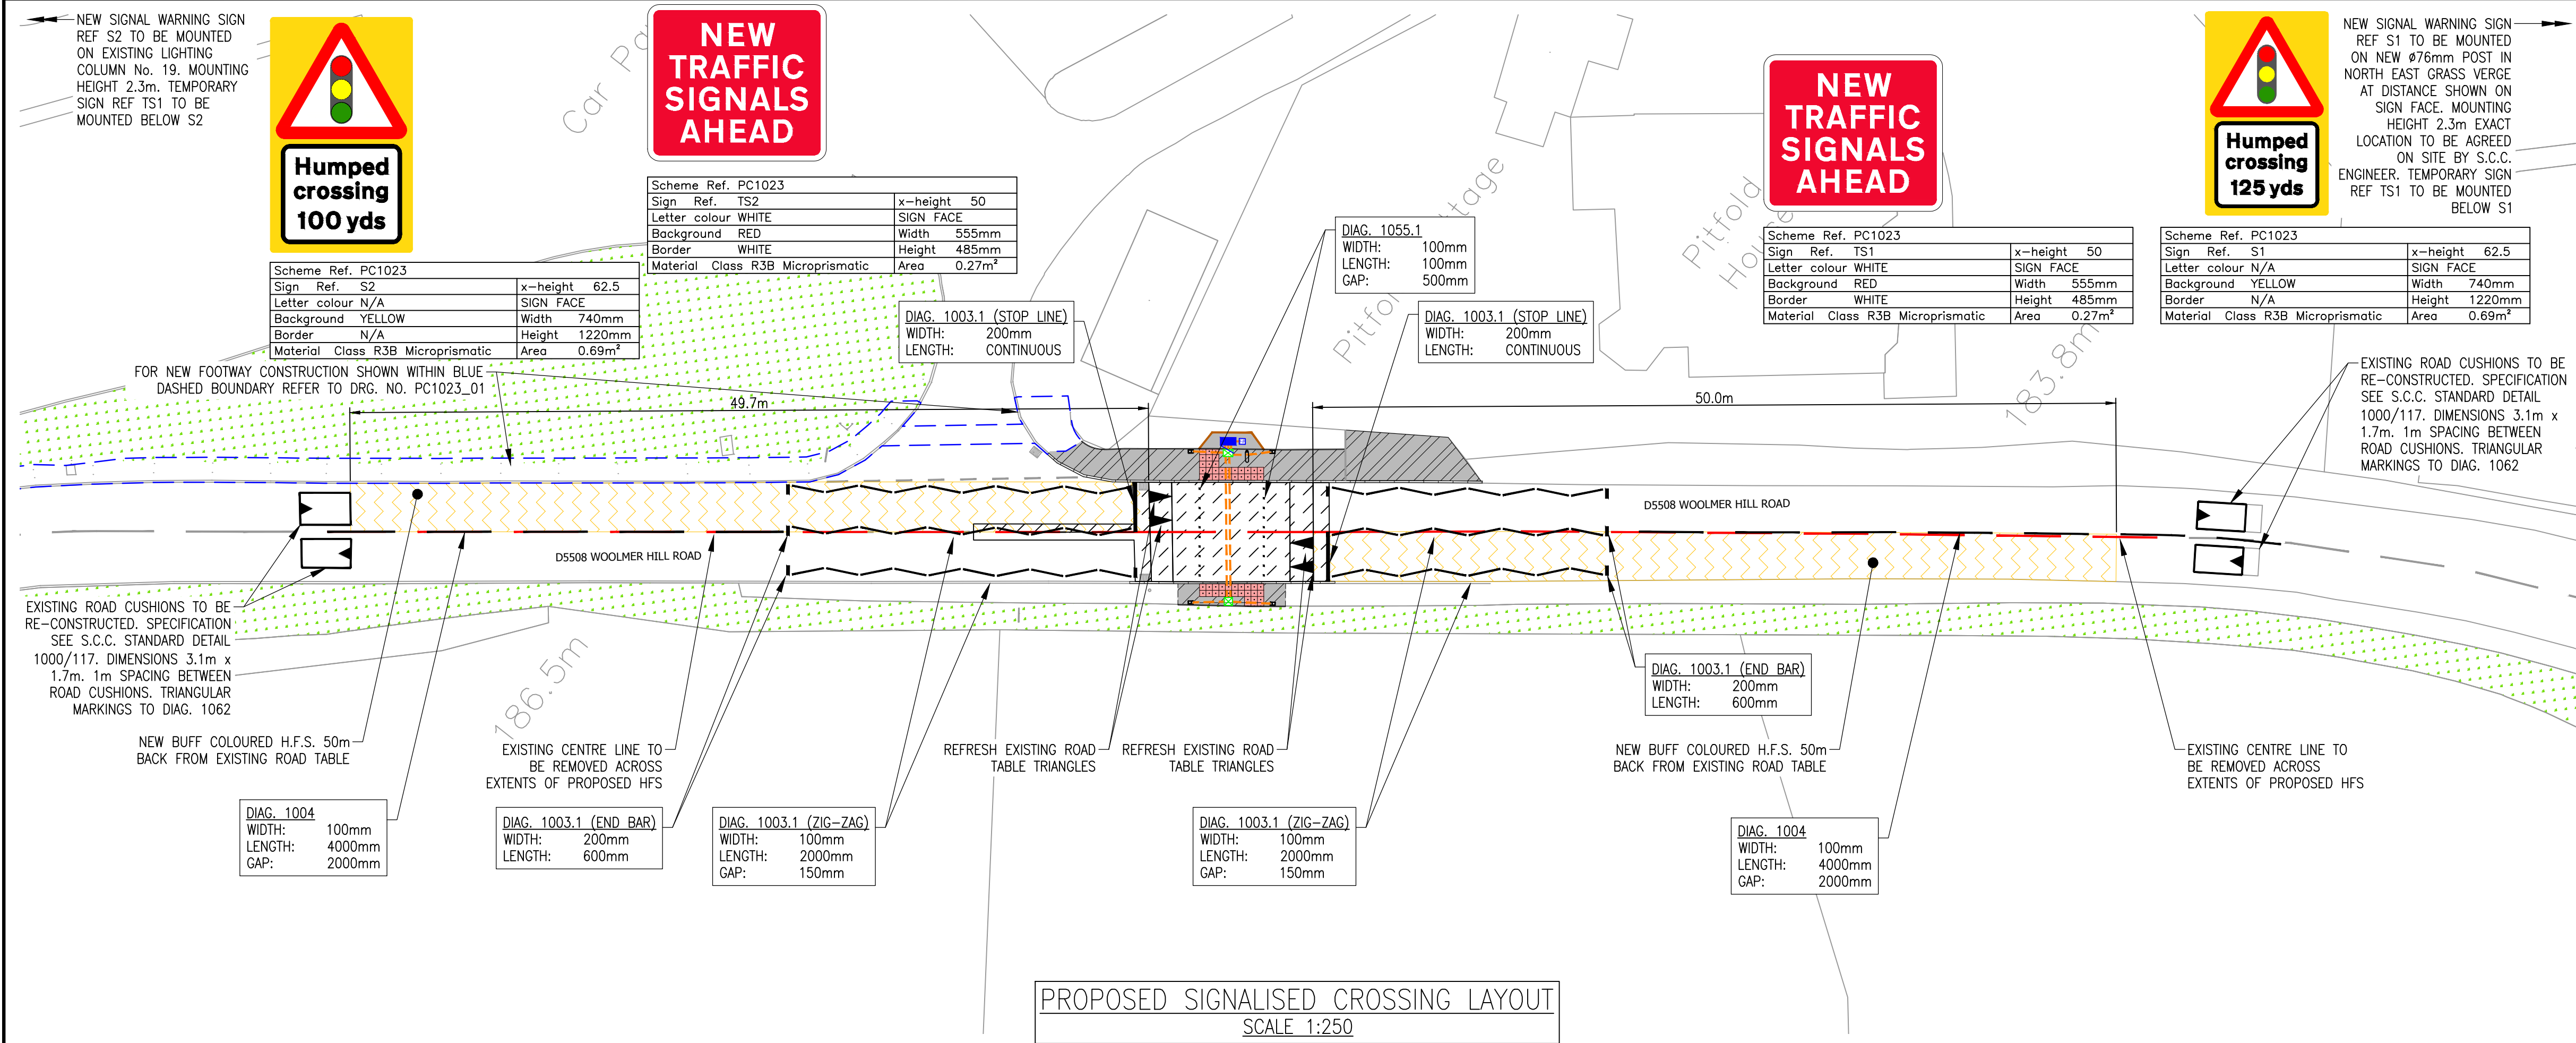 NEW SIGNAL WARNING SIGN
REF S2 TO BE MOUNTED
ON EXISTING LIGHTING
COLUMN No. 19. MOUNTING
HEIGHT 2.3m. TEMPORARY
SIGN REF TS1 TO BE
MOUNTED BELOW S2
Humped
crossing
100 yds
NEW
TRAFFIC
SIGNALS
AHEAD
NEW
TRAFFIC
SIGNALS
AHEAD
Humped
crossing
125 yds
NEW SIGNAL WARNING SIGN
REF S1 TO BE MOUNTED
ON NEW ø76mm POST IN
NORTH EAST GRASS VERGE
AT DISTANCE SHOWN ON
SIGN FACE. MOUNTING
HEIGHT 2.3m EXACT
LOCATION TO BE AGREED
ON SITE BY S.C.C.
ENGINEER. TEMPORARY SIGN
REF TS1 TO BE MOUNTED
BELOW S1
Scheme Ref. PC1023
Sign Ref. S2 x-height 62.5
Letter colour N/A SIGN FACE
Background YELLOW Width 740mm
Border N/A Height 1220mm
Material Class R3B Microprismatic Area 0.69m²
Scheme Ref. PC1023
Sign Ref. TS2 x-height 50
Letter colour WHITE SIGN FACE
Background RED Width 555mm
Border WHITE Height 485mm
Material Class R3B Microprismatic Area 0.27m²
Scheme Ref. PC1023
Sign Ref. TS1 x-height 50
Letter colour WHITE SIGN FACE
Background RED Width 555mm
Border WHITE Height 485mm
Material Class R3B Microprismatic Area 0.27m²
Scheme Ref. PC1023
Sign Ref. S1 x-height 62.5
Letter colour N/A SIGN FACE
Background YELLOW Width 740mm
Border N/A Height 1220mm
Material Class R3B Microprismatic Area 0.69m²
Car
Pitfold
183.8m
DIAG. 1055.1
WIDTH: 100mm
LENGTH: 100mm
GAP: 500mm
DIAG. 1003.1 (STOP LINE)
WIDTH: 200mm
LENGTH: CONTINUOUS
DIAG. 1003.1 (STOP LINE)
WIDTH: 200mm
LENGTH: CONTINUOUS
FOR NEW FOOTWAY CONSTRUCTION SHOWN WITHIN BLUE
DASHED BOUNDARY REFER TO DRG. NO. PC1023_01
49.7m
50.0m
EXISTING ROAD CUSHIONS TO BE
RE-CONSTRUCTED. SPECIFICATION
SEE S.C.C. STANDARD DETAIL
1000/117. DIMENSIONS 3.1m x
1.7m. 1m SPACING BETWEEN
ROAD CUSHIONS. TRIANGULAR
MARKINGS TO DIAG. 1062
D5508 WOOLMER HILL ROAD
D5508 WOOLMER HILL ROAD
EXISTING ROAD CUSHIONS TO BE
RE-CONSTRUCTED. SPECIFICATION
SEE S.C.C. STANDARD DETAIL
1000/117. DIMENSIONS 3.1m x
1.7m. 1m SPACING BETWEEN
ROAD CUSHIONS. TRIANGULAR
MARKINGS TO DIAG. 1062
186.5m
NEW BUFF COLOURED H.F.S. 50m
BACK FROM EXISTING ROAD TABLE
EXISTING CENTRE LINE TO
BE REMOVED ACROSS
EXTENTS OF PROPOSED HFS
REFRESH EXISTING ROAD
TABLE TRIANGLES
REFRESH EXISTING ROAD
TABLE TRIANGLES
DIAG. 1003.1 (END BAR)
WIDTH: 200mm
LENGTH: 600mm
NEW BUFF COLOURED H.F.S. 50m
BACK FROM EXISTING ROAD TABLE
EXISTING CENTRE LINE TO
BE REMOVED ACROSS
EXTENTS OF PROPOSED HFS
DIAG. 1004
WIDTH: 100mm
LENGTH: 4000mm
GAP: 2000mm
DIAG. 1003.1 (END BAR)
WIDTH: 200mm
LENGTH: 600mm
DIAG. 1003.1 (ZIG-ZAG)
WIDTH: 100mm
LENGTH: 2000mm
GAP: 150mm
DIAG. 1003.1 (ZIG-ZAG)
WIDTH: 100mm
LENGTH: 2000mm
GAP: 150mm
DIAG. 1004
WIDTH: 100mm
LENGTH: 4000mm
GAP: 2000mm
PROPOSED SIGNALISED CROSSING LAYOUT
SCALE 1:250